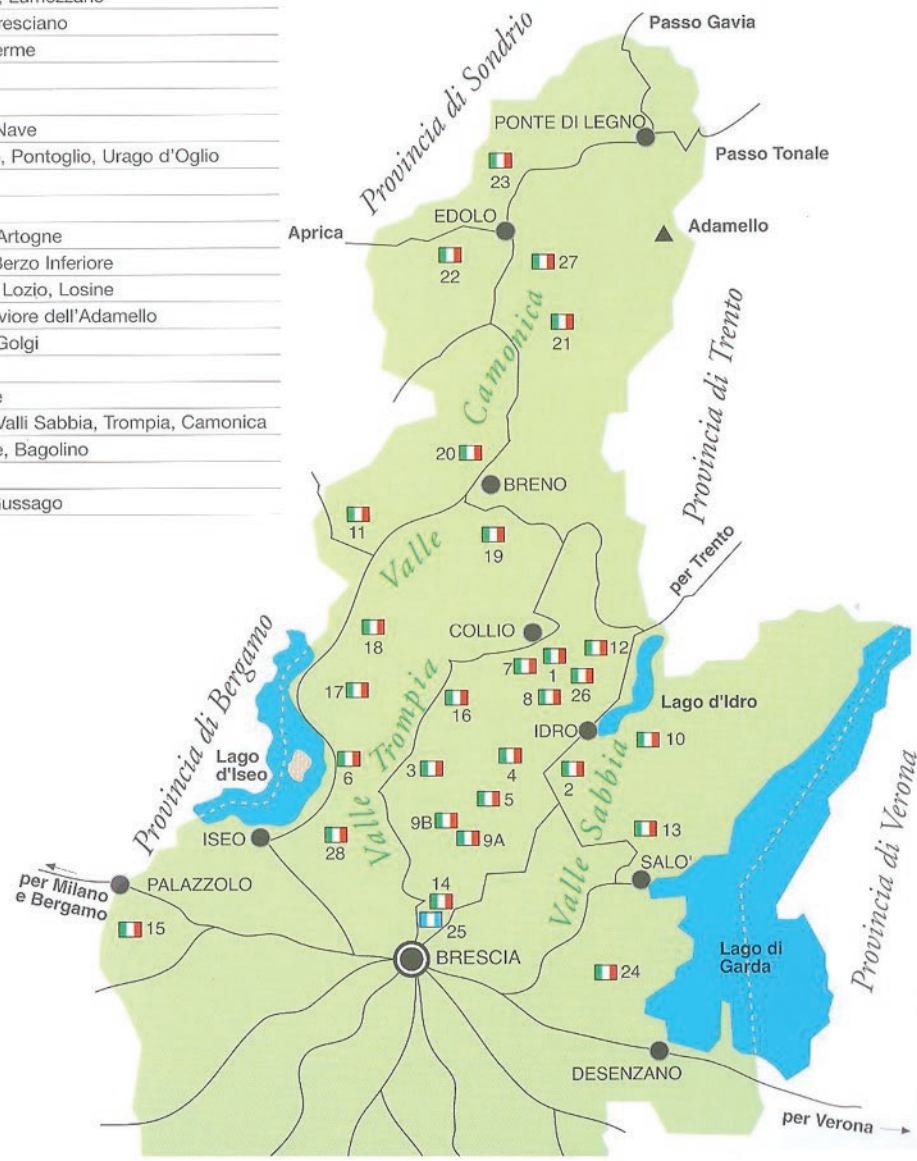 resciano
erme
Nave
, Pontoglio, Urago d'Oglio
Artogne
Berzo Inferiore
Lozio, Losine
viore dell'Adamello
Golgi
e
Valli Sabbia, Trompia, Camonica
e, Bagolino
Gussago
Passo Gavia
Provincia di Sondrio
PONTE DI LEGNO
Passo Tonale
23
EDOLO
Aprica
Adamello
22
27
21
Provincia di Trento
20
BRENO
11
19
Valle Camonica
per Trento
COLLIO
18
12
7
1
26
17
16
8
Lago d'Idro
IDRO
10
Provincia di Bergamo
Lago
d'Iseo
6
3
4
2
Valle Trompia
5
9B
9A
13
ISEO
28
Valle Sabbia
SALO'
Provincia di Verona
per Milano
e Bergamo
PALAZZOLO
14
15
25
BRESCIA
24
Lago di
Garda
DESENZANO
per Verona